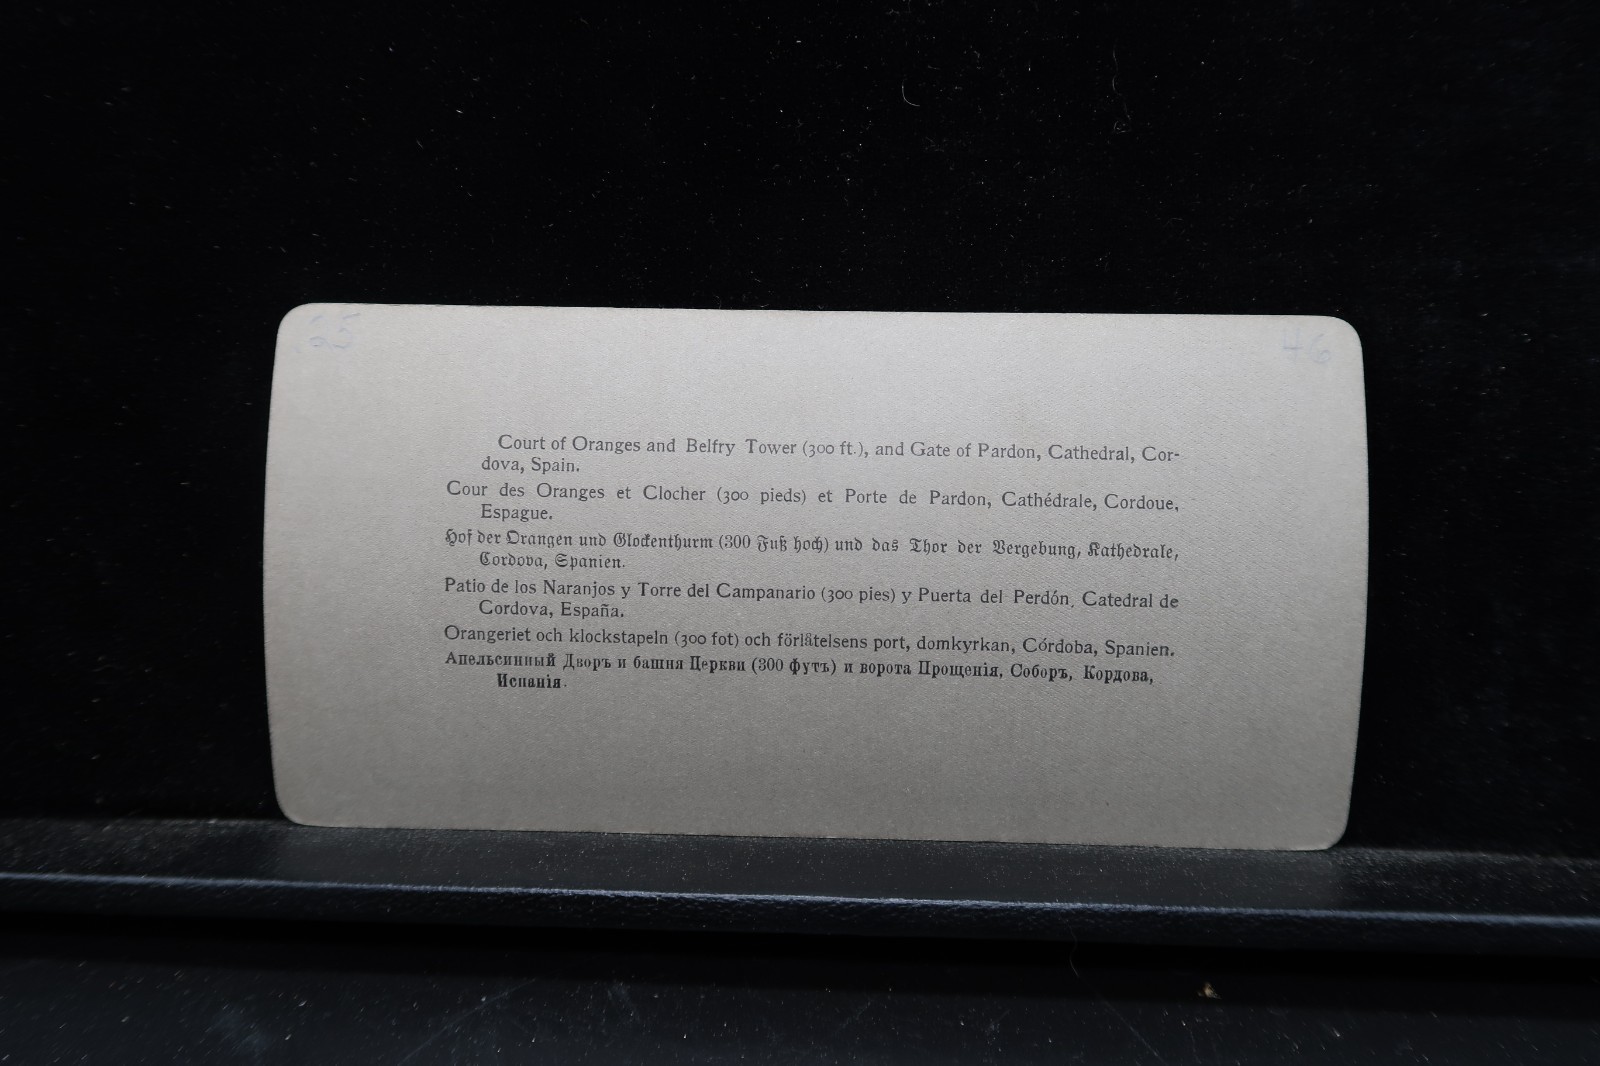 65
46
Court of Oranges and Belfry Tower (300 ft.), and Gate of Pardon, Cathedral, Cor-
dova, Spain.
Cour des Oranges et Clocher (300 pieds) et Porte de Pardon, Cathédrale, Cordoue,
Espague.
Hof der Orangen und Glockenthurm (300 Fuß hoch) und das Thor der Vergebung, Kathedrale,
Cordova, Spanien.
Patio de los Naranjos y Torre del Campanario (300 pies) y Puerta del Perdón, Catedral de
Cordova, España.
Orangeriet och klockstapeln (300 fot) och förlåtelsens port, domkyrkan, Córdoba, Spanien.
Апельсинный Дворъ и башня Церкви (300 футъ) и ворота Прощенія, Соборъ, Кордова,
Испанія.